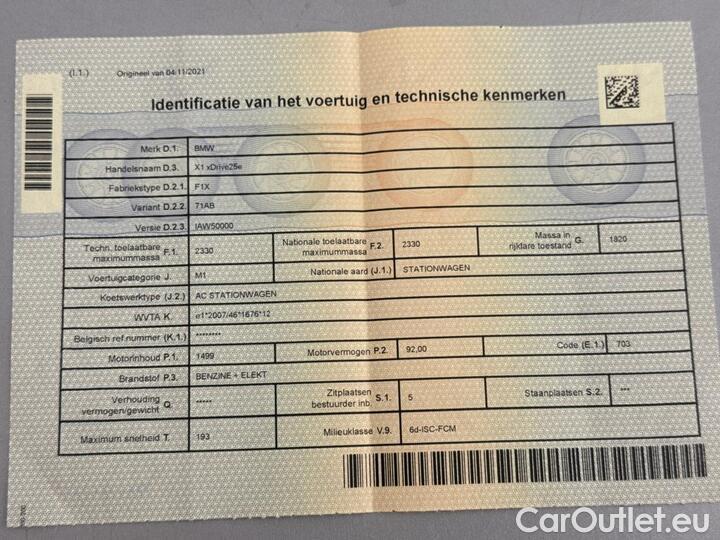 (I.1.) Origineel van 04/11/2021
Identificatie van het voertuig en technische kenmerken
Merk D.1. BMW
Handelsnaam D.3. X1 xDrive25e
Fabriekstype D.2.1. F1X
Variant D.2.2. 71AB
Versie D.2.3. IAW50000
Techn. toelaatbare maximummassa F.1. 2330 Nationale toelaatbare maximummassa F.2. 2330 Massa in rijklare toestand G. 1820
Voertuigcategorie J. M1 Nationale aard (J.1.) STATIONWAGEN
Koetswerktype (J.2.) AC STATIONWAGEN
WVTA K. e1*2007/46*1676*12
Belgisch ref.nummer (K.1.) ********
Motorinhoud P.1. 1499 Motorvermogen P.2. 92,00 Code (E.1.) 703
Brandstof P.3. BENZINE + ELEKT
Verhouding vermogen/gewicht Q. ***** Zitplaatsen bestuurder inb. S.1. 5 Staanplaatsen S.2. ***
Maximum snelheid T. 193 Milieuklasse V.9. 6d-ISC-FCM
CarOutlet.eu